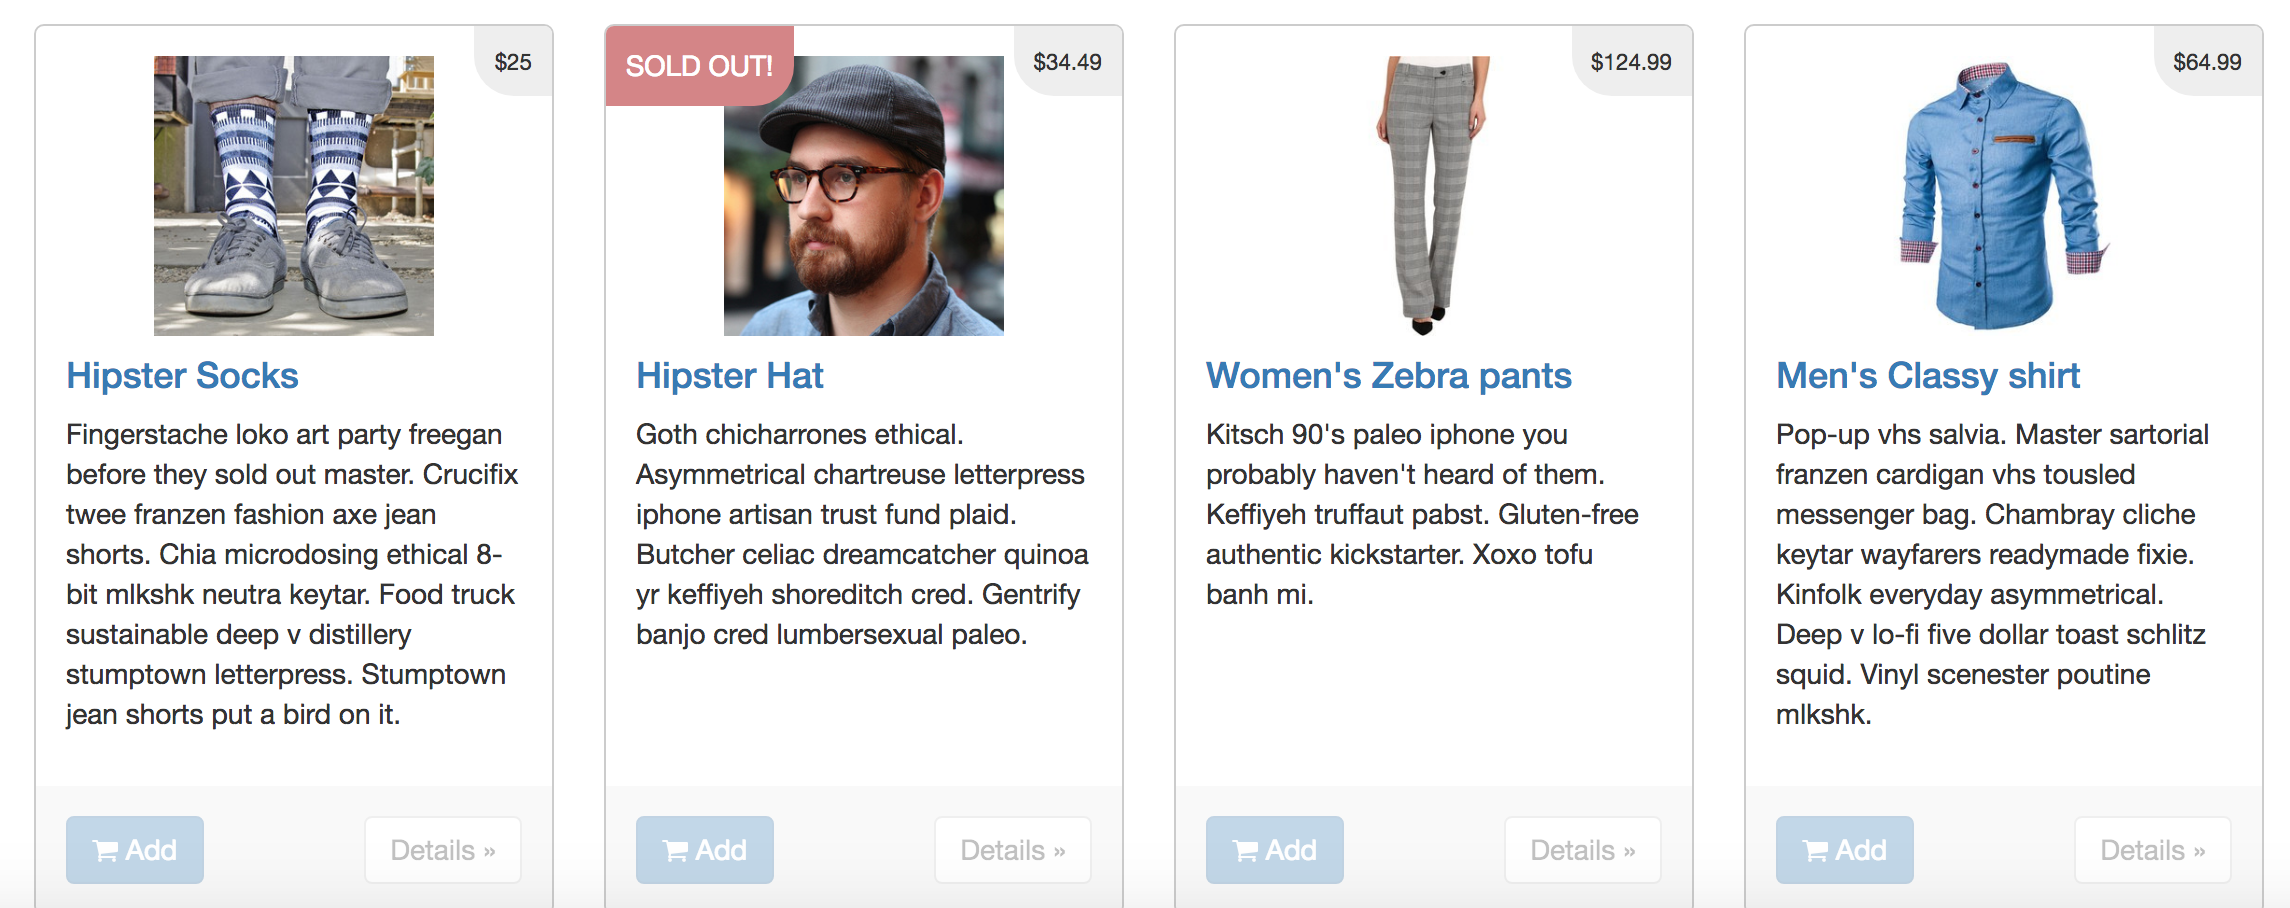 $25
Hipster Socks
Fingerstache loko art party freegan
before they sold out master. Crucifix
twee franzen fashion axe jean
shorts. Chia microdosing ethical 8-
bit mlkshk neutra keytar. Food truck
sustainable deep v distillery
stumptown letterpress. Stumptown
jean shorts put a bird on it.
Add
Details »
SOLD OUT!
$34.49
Hipster Hat
Goth chicharrones ethical.
Asymmetrical chartreuse letterpress
iphone artisan trust fund plaid.
Butcher celiac dreamcatcher quinoa
yr keffiyeh shoreditch cred. Gentrify
banjo cred lumbersexual paleo.
Add
Details »
$124.99
Women's Zebra pants
Kitsch 90's paleo iphone you
probably haven't heard of them.
Keffiyeh truffaut pabst. Gluten-free
authentic kickstarter. Xoxo tofu
banh mi.
Add
Details »
$64.99
Men's Classy shirt
Pop-up vhs salvia. Master sartorial
franzen cardigan vhs tousled
messenger bag. Chambray cliche
keytar wayfarers readymade fixie.
Kinfolk everyday asymmetrical.
Deep v lo-fi five dollar toast schlitz
squid. Vinyl scenester poutine
mlkshk.
Add
Details »